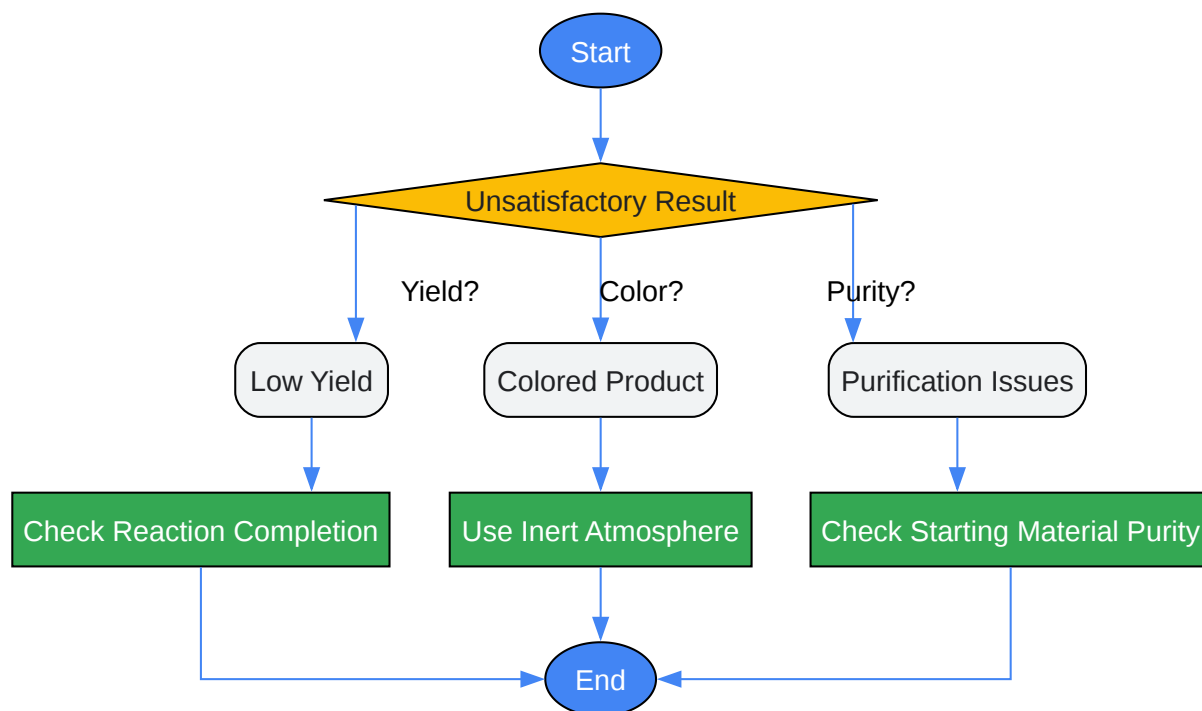 Start
Unsatisfactory Result
Yield?
Color?
Purity?
Low Yield
Colored Product
Purification Issues
Check Reaction Completion
Use Inert Atmosphere
Check Starting Material Purity
End